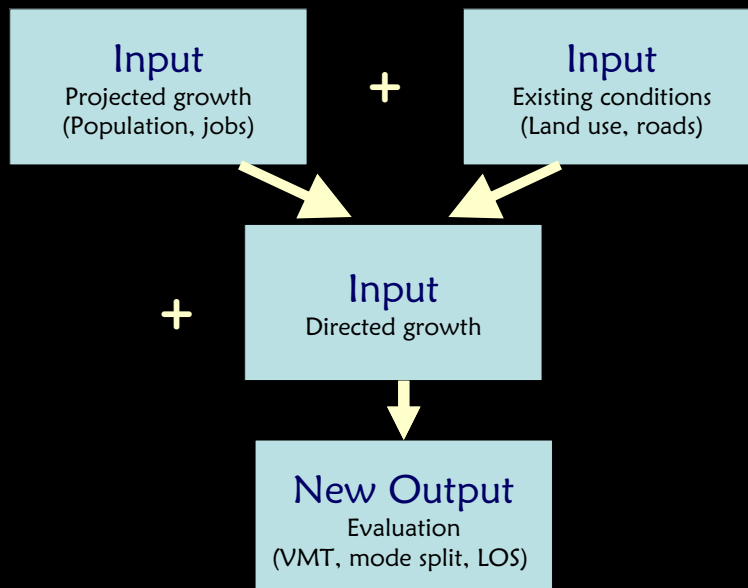 Input
Projected growth
(Population, jobs)
+
Input
Existing conditions
(Land use, roads)
+
Input
Directed growth
New Output
Evaluation
(VMT, mode split, LOS)